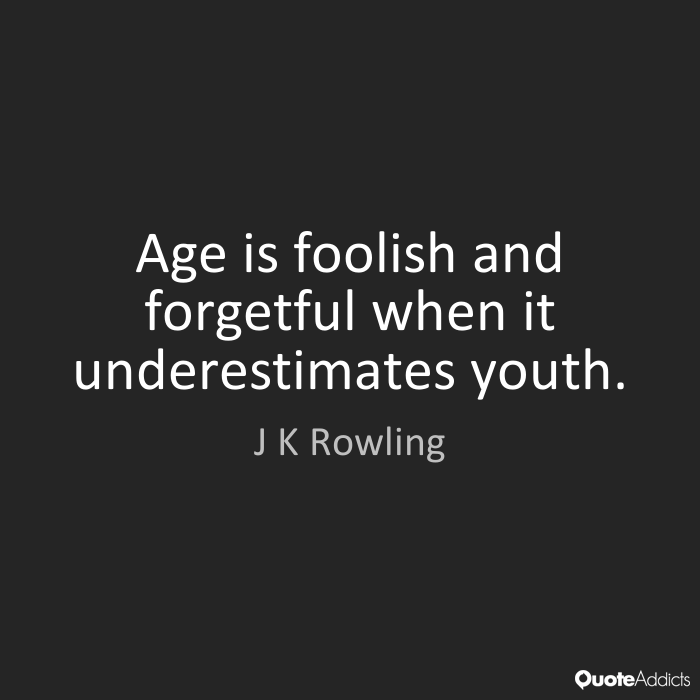 Age is foolish and
forgetful when it
underestimates youth.
J K Rowling
QuoteAddicts